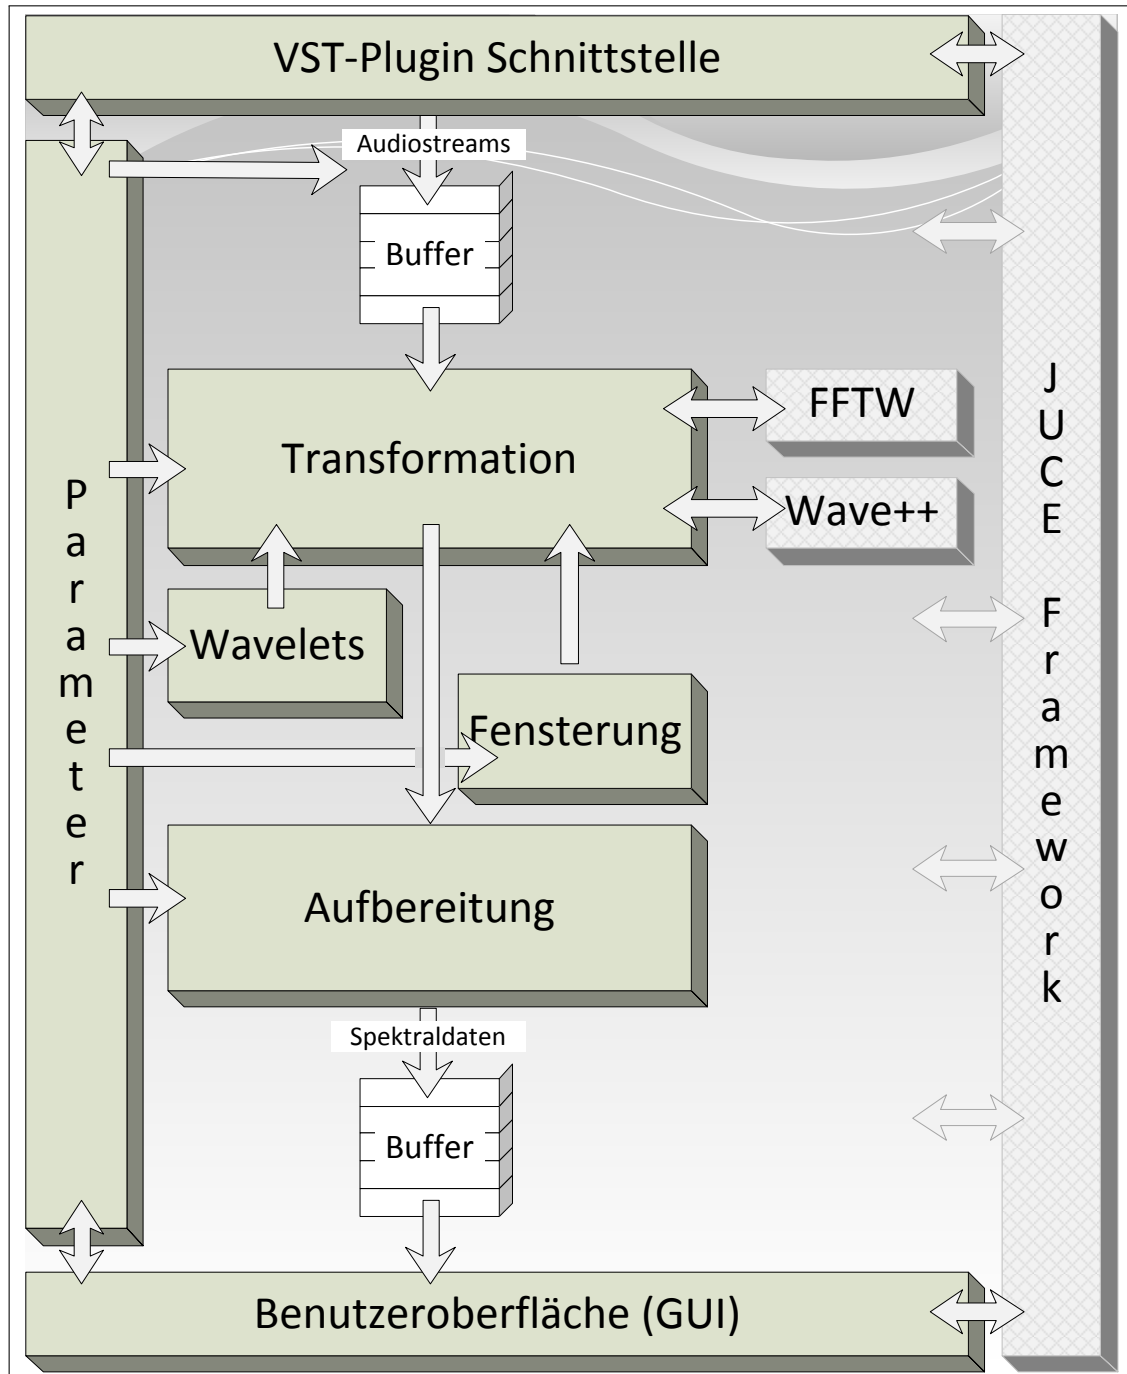 VST-Plugin Schnittstelle
Audiostreams
Buffer
Transformation
FFTW
Wave++
Parameter
Wavelets
Fensterung
Aufbereitung
Spektraldaten
Buffer
Benutzeroberfläche (GUI)
JUCE Framework